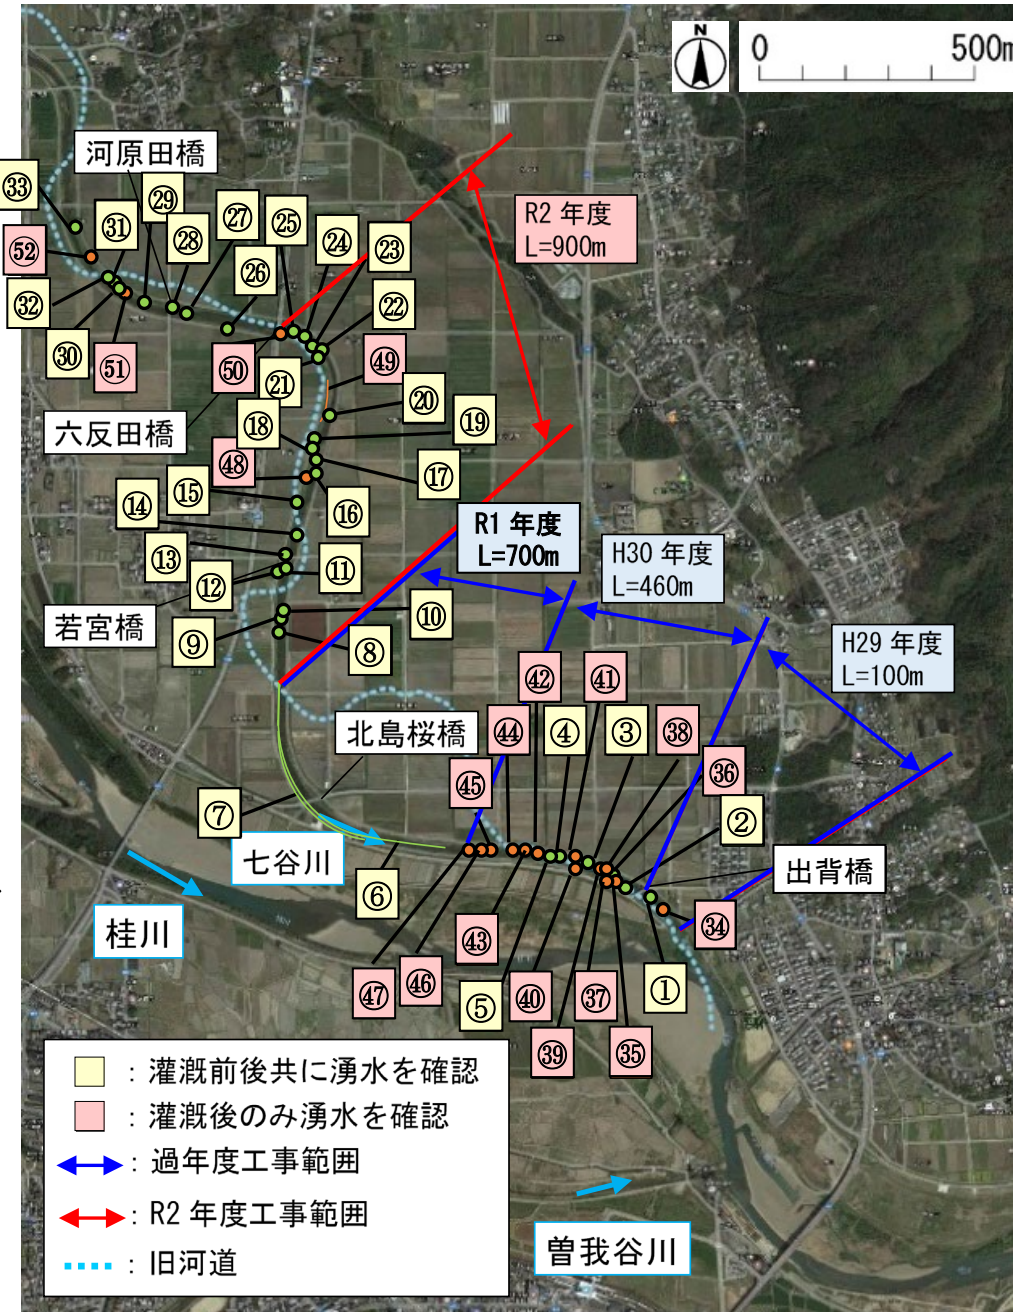 N
0 500m
河原田橋
㉝
㉙
㉛
㉘
㉗
㉕
㉔
㉓
R2 年度
L=900m
52
㉖
㉜
㉒
㉚
51
50
㉑
㊾
⑳
六反田橋
⑱
⑲
㊽
⑰
⑮
⑭
⑯
R1 年度
L=700m
⑬
⑫
⑪
H30 年度
L=460m
若宮橋
⑨
⑩
⑧
H29 年度
L=100m
北島桜橋
㊷
㊶
㊹
④
③
㊳
㊱
㊺
②
⑦
七谷川
⑥
出背橋
桂川
㊸
㉞
㊼
㊻
⑤
㊵
㊲
①
㊴
㉟
:灌漑前後共に湧水を確認
:灌漑後のみ湧水を確認
:過年度工事範囲
:R2 年度工事範囲
:旧河道
曽我谷川